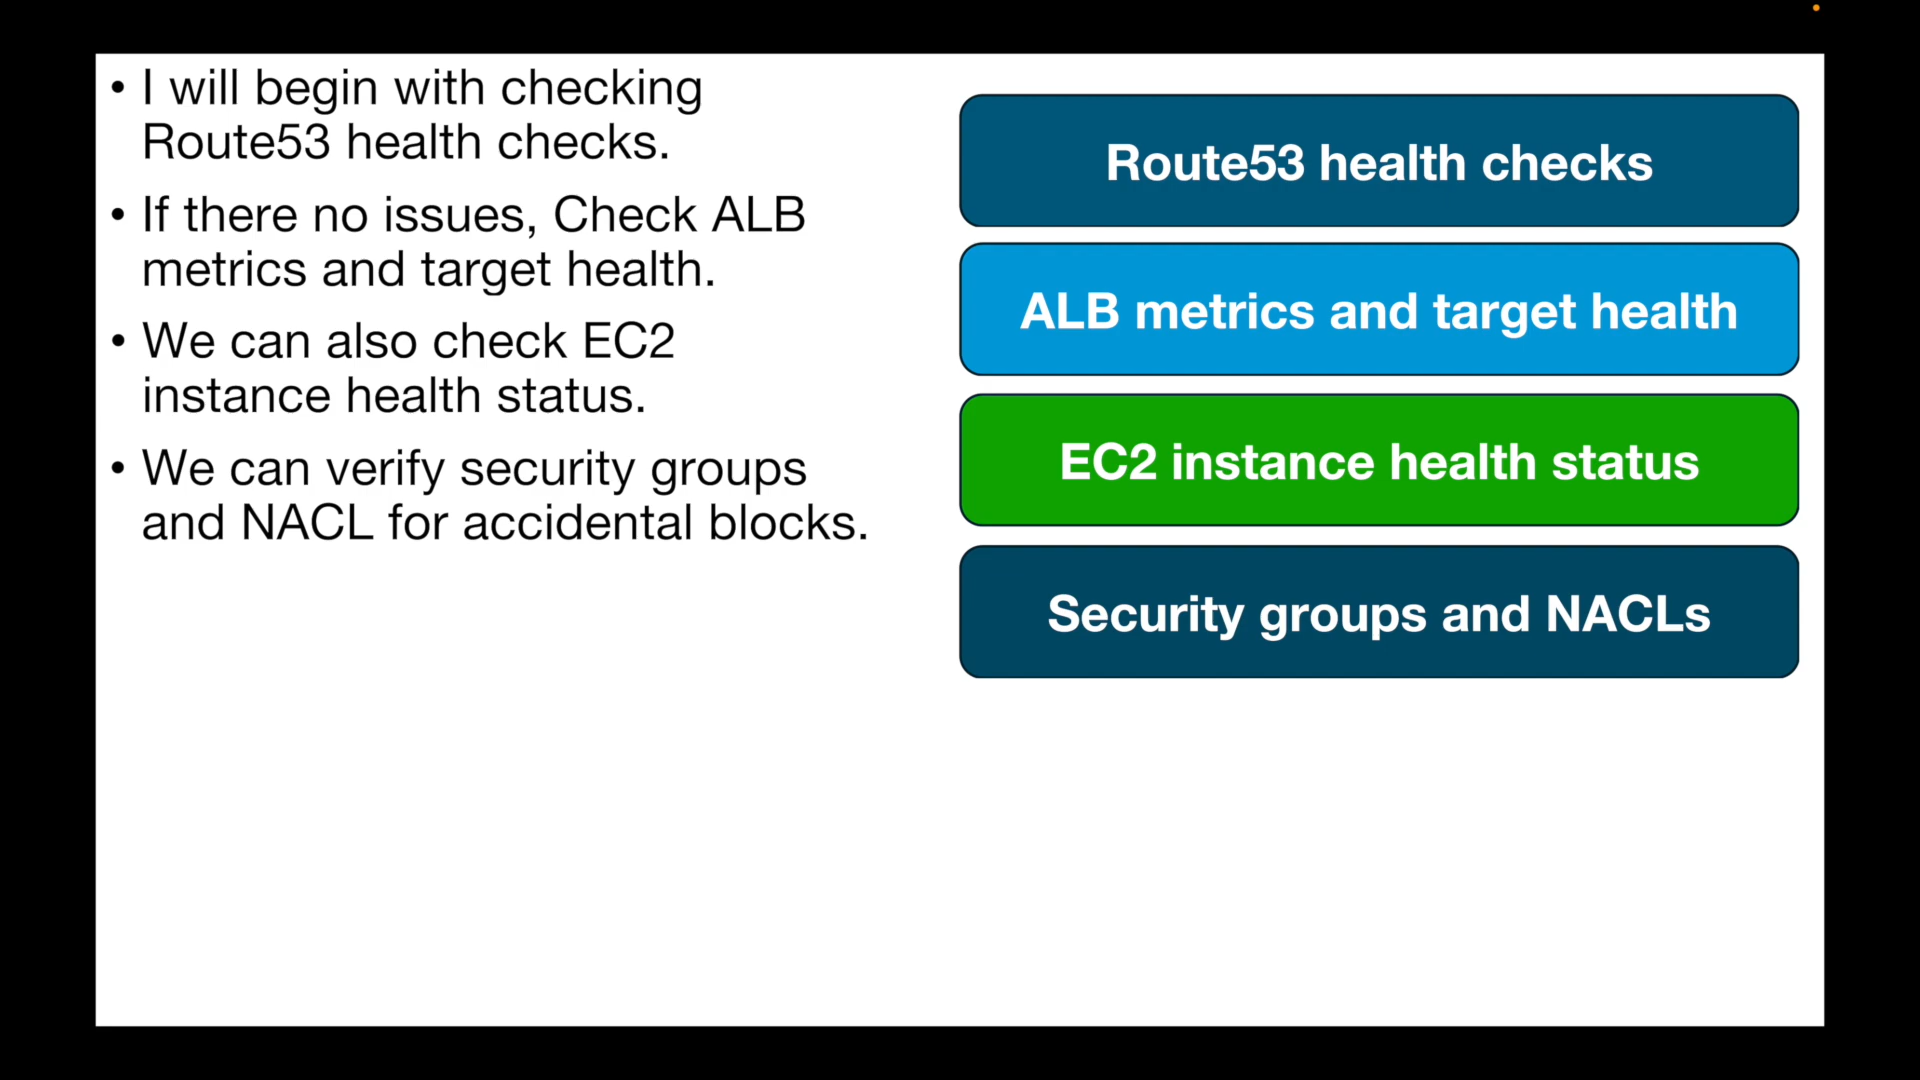 • I will begin with checking
Route53 health checks.
• If there no issues, Check ALB
metrics and target health.
• We can also check EC2
instance health status.
• We can verify security groups
and NACL for accidental blocks.
Route53 health checks
ALB metrics and target health
EC2 instance health status
Security groups and NACLs